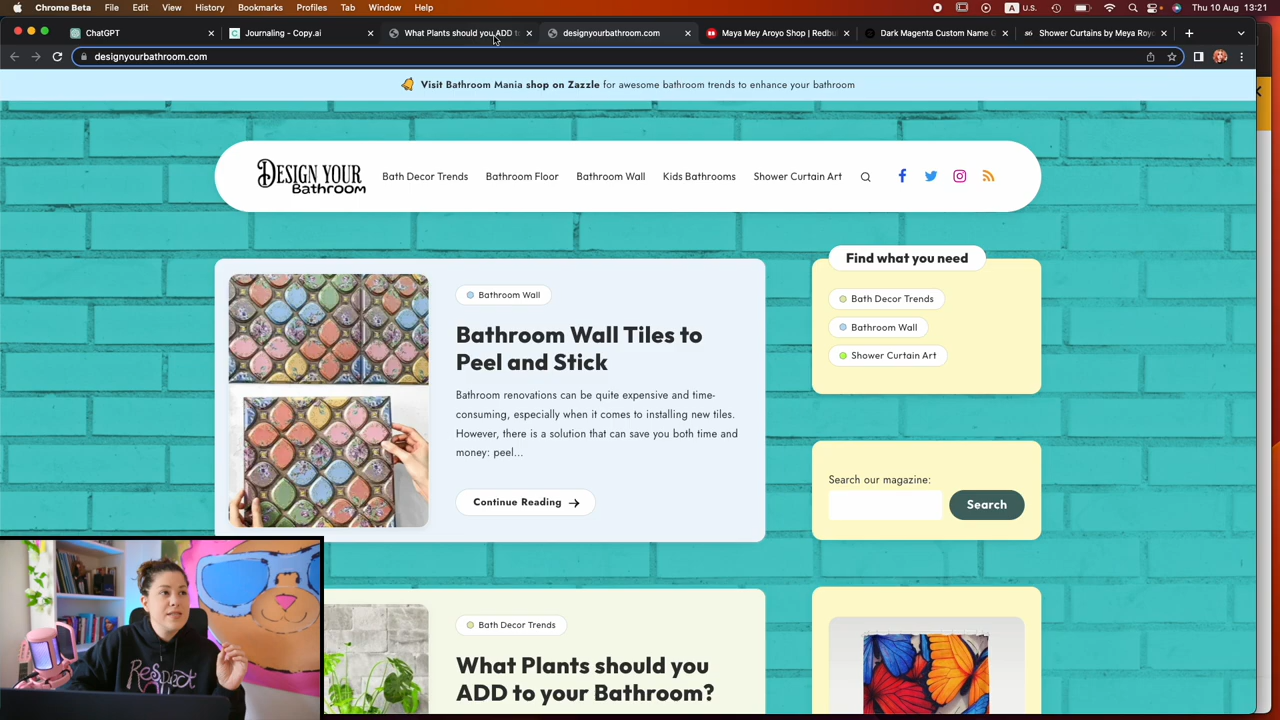 Chrome Beta File Edit View History Bookmarks Profiles Tab Window Help
A U.S. Thu 10 Aug 13:21
ChatGPT
Journaling - Copy.ai
What Plants should you ADD to
designyourbathroom.com
Maya Mey Aroyo Shop | Redbu
Dark Magenta Custom Name G
Shower Curtains by Meya Roy
designyourbathroom.com
Visit Bathroom Mania shop on Zazzle for awesome bathroom trends to enhance your bathroom
DESIGN YOUR
BATHROOM
Bath Decor Trends Bathroom Floor Bathroom Wall Kids Bathrooms Shower Curtain Art
Bathroom Wall
Bathroom Wall Tiles to
Peel and Stick
Bathroom renovations can be quite expensive and time-
consuming, especially when it comes to installing new tiles.
However, there is a solution that can save you both time and
money: peel...
Continue Reading
Find what you need
Bath Decor Trends
Bathroom Wall
Shower Curtain Art
Search our magazine:
Search
Bath Decor Trends
What Plants should you
ADD to your Bathroom?